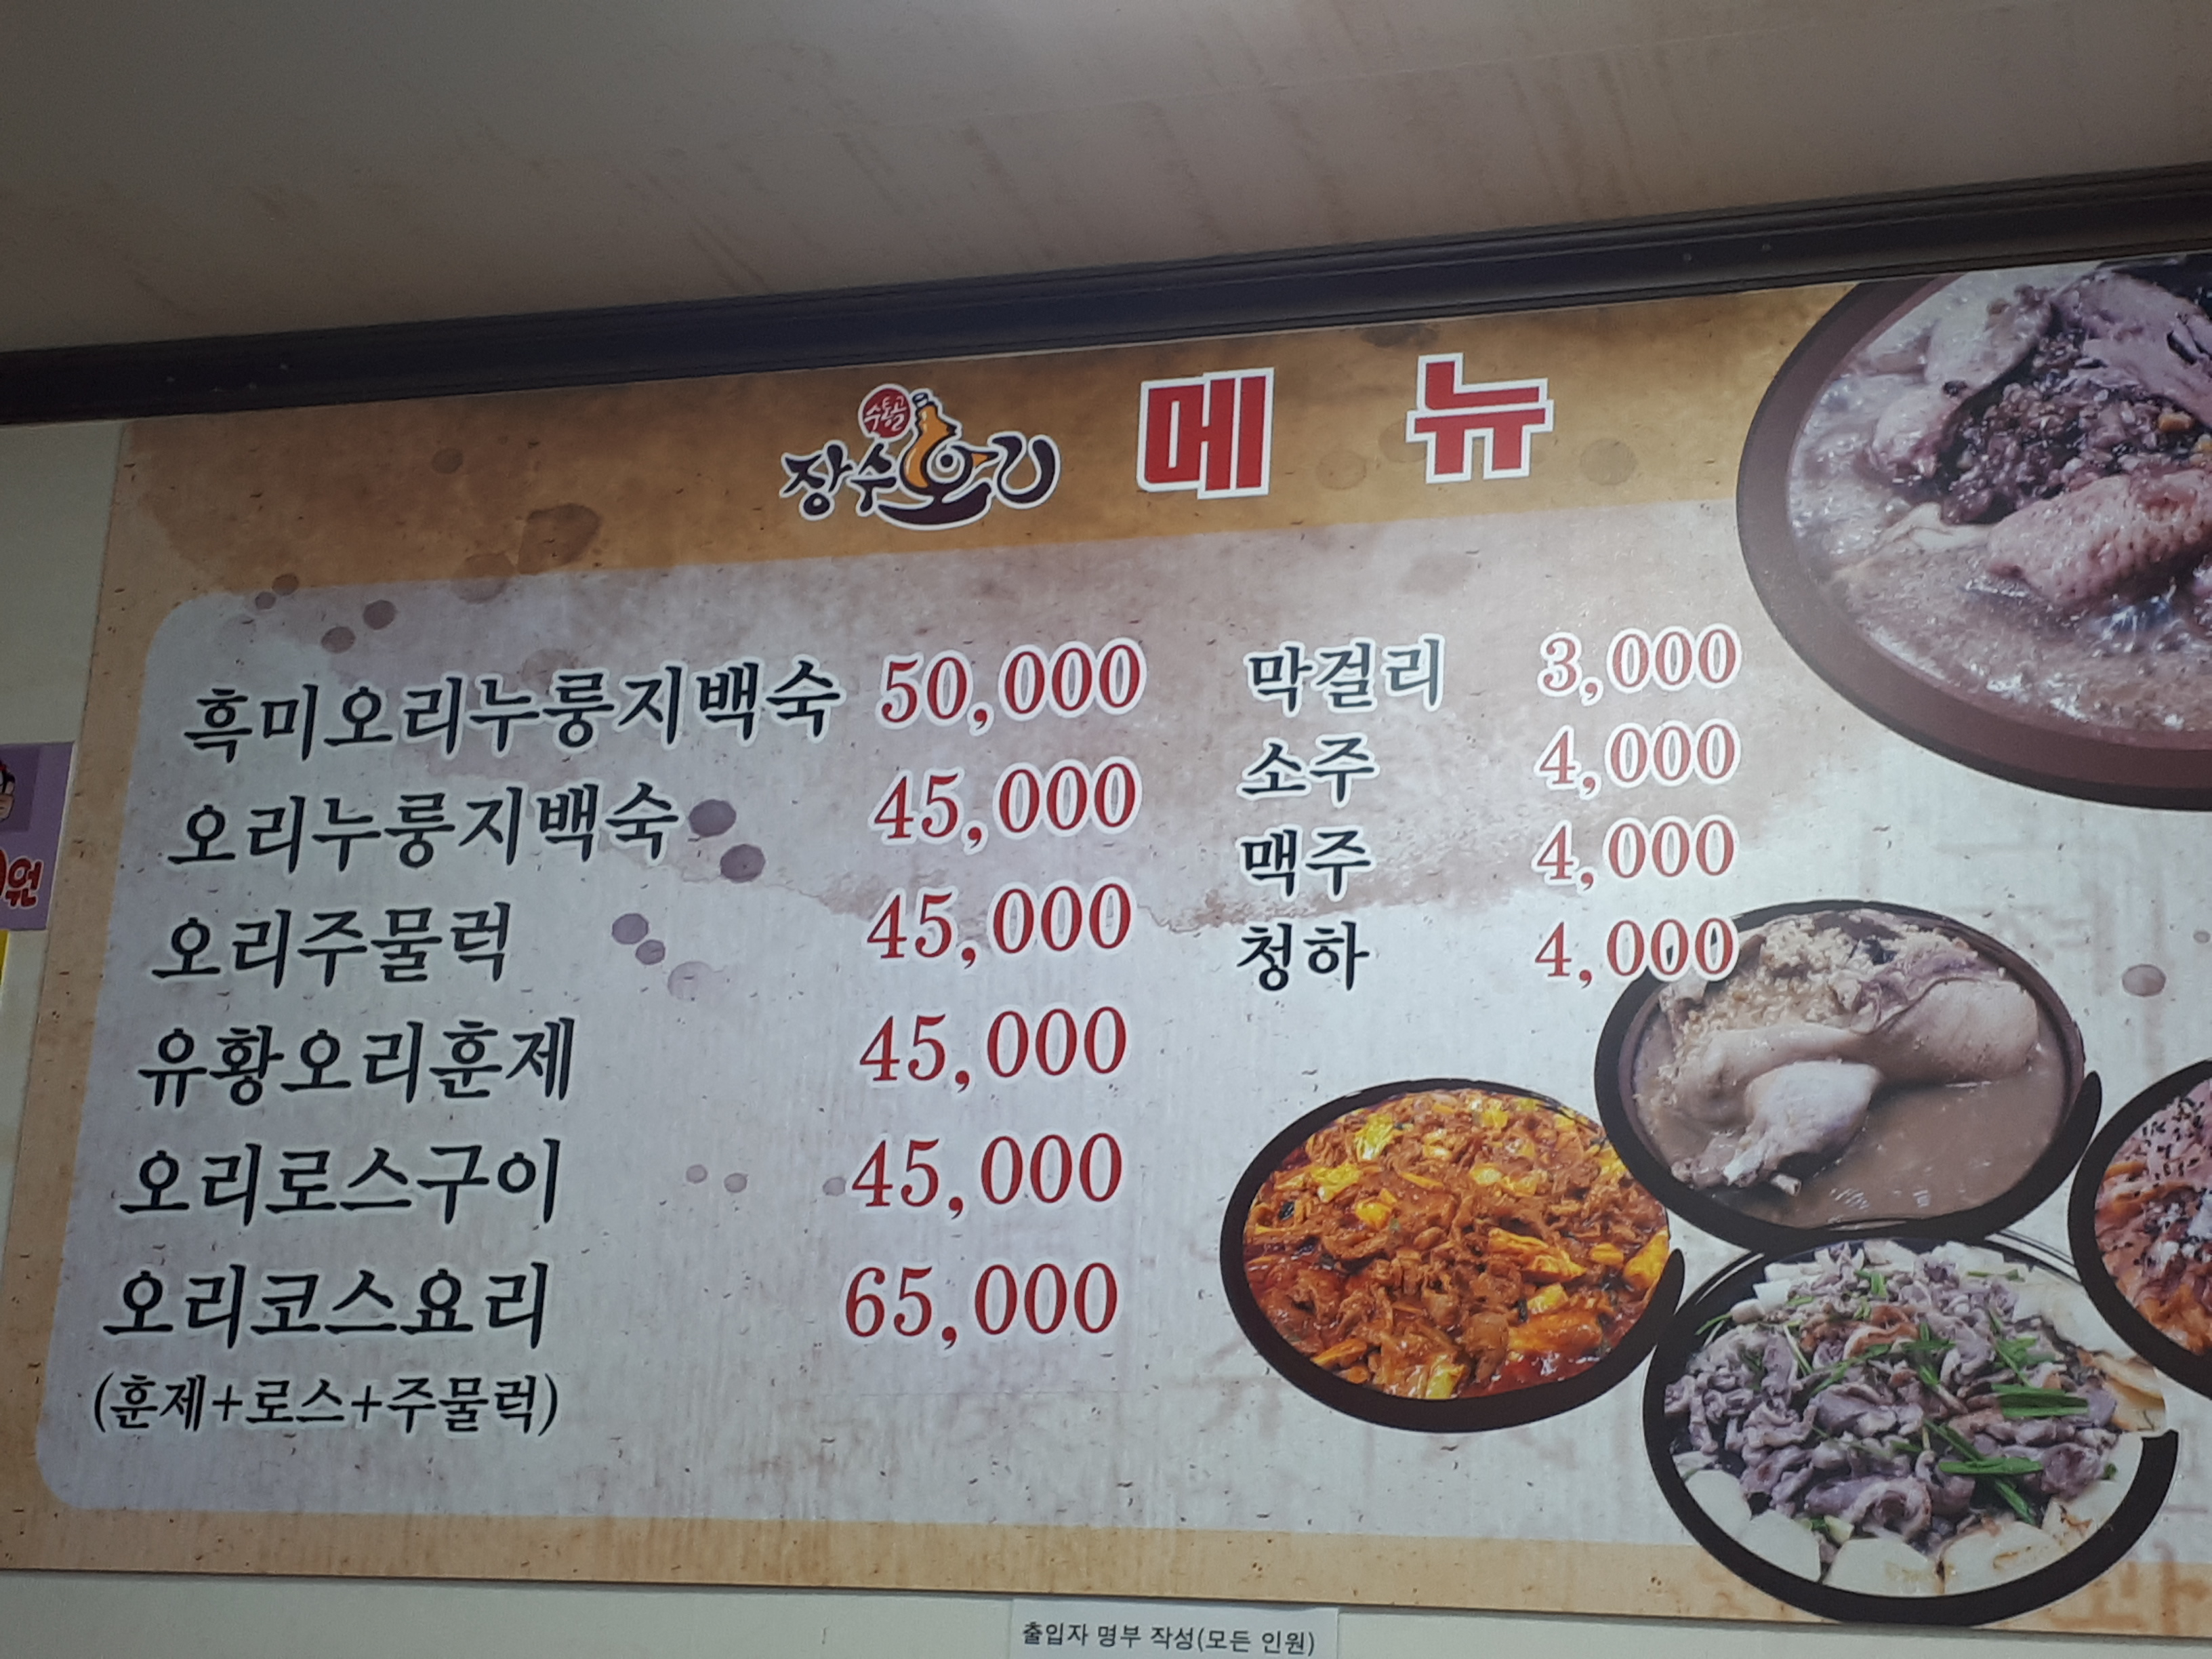 수통골
장수오리 메뉴
흑미오리누룽지백숙 50,000
오리누룽지백숙 45,000
오리주물럭 45,000
유황오리훈제 45,000
오리로스구이 45,000
오리코스요리 65,000
(훈제+로스+주물럭)
막걸리 3,000
소주 4,000
맥주 4,000
청하 4,000
원
출입자 명부 작성(모든 인원)